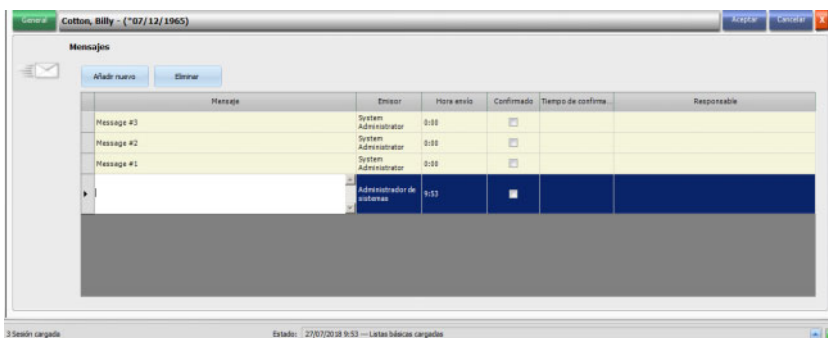 General Cotton, Billy - (*07/12/1965) Aceptar Cancelar X
Mensajes
Añadir nuevo Eliminar
Mensaje Emisor Hora envío Confirmado Tiempo de confirma... Responsable
Message #3 System Administrator 0:00
Message #2 System Administrator 0:00
Message #1 System Administrator 0:00
Administrador de sistemas 9:53
3 Sesión cargada Estado: 27/07/2018 9:53 — Listas básicas cargadas